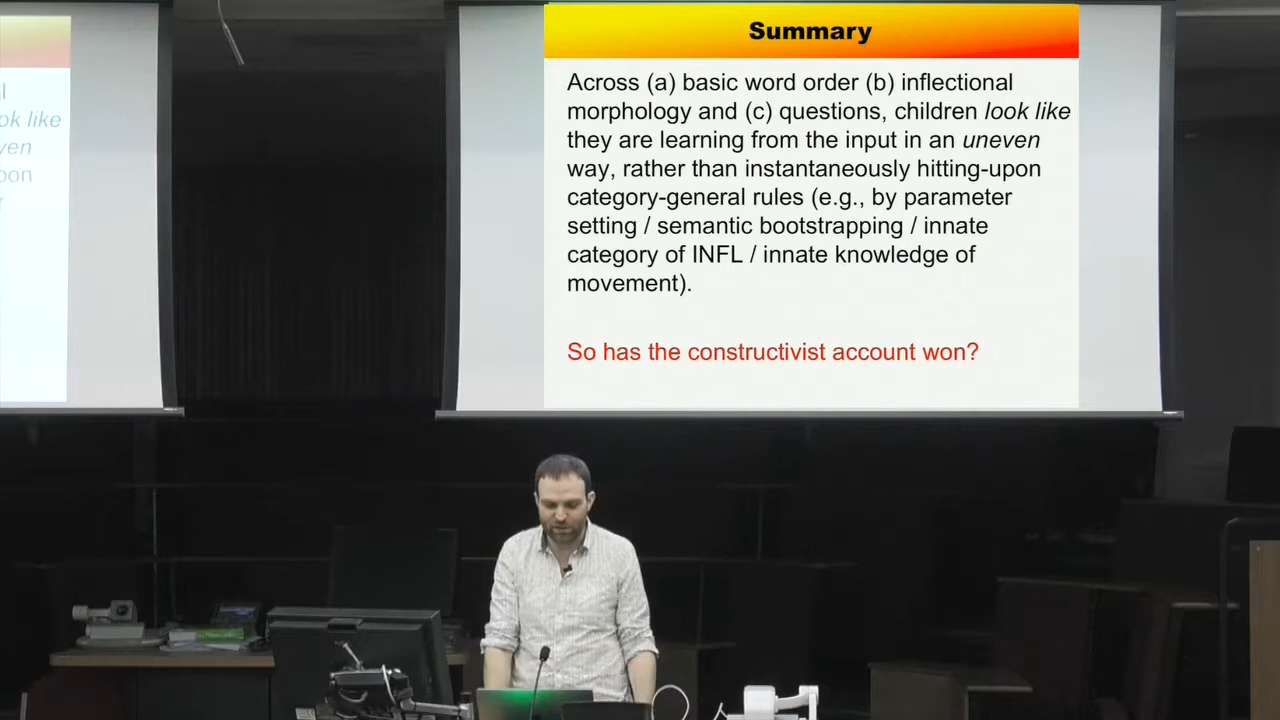 Summary
Across (a) basic word order (b) inflectional
morphology and (c) questions, children look like
they are learning from the input in an uneven
way, rather than instantaneously hitting-upon
category-general rules (e.g., by parameter
setting / semantic bootstrapping / innate
category of INFL / innate knowledge of
movement).
So has the constructivist account won?
like